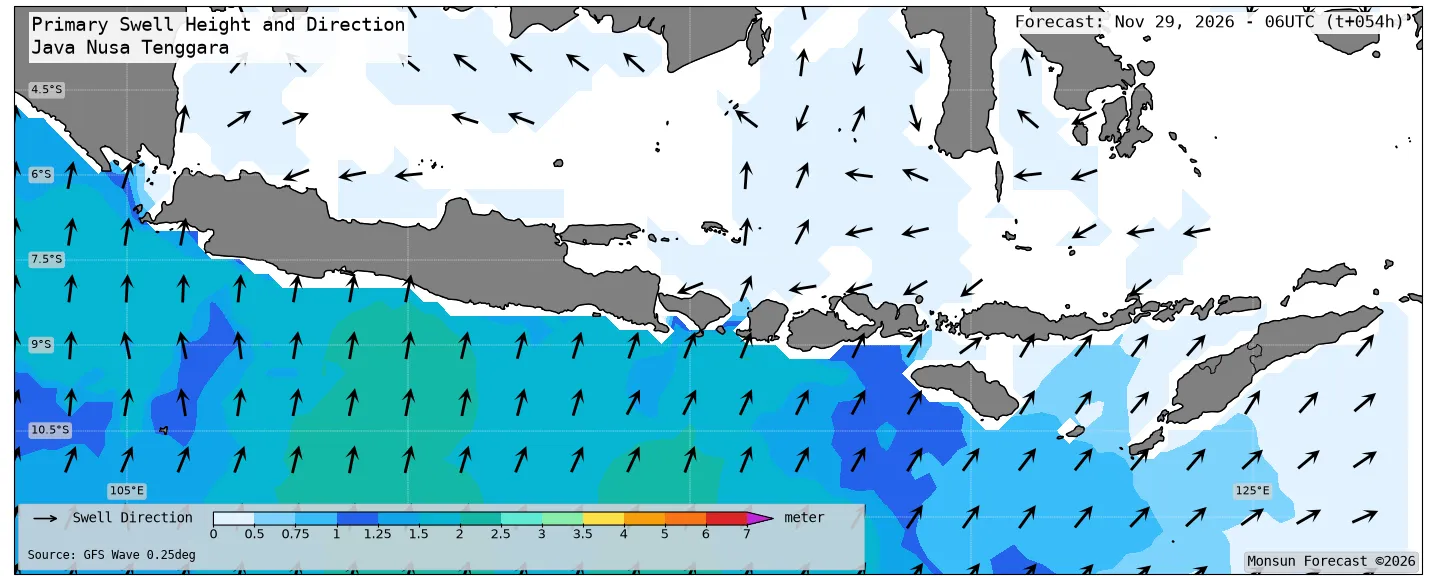 Primary Swell Height and Direction
Java Nusa Tenggara
Forecast: Nov 29, 2026 - 06UTC (t+054h)
4.5°S
6°S
7.5°S
9°S
10.5°S
105°E
125°E
Swell Direction
meter
0 0.5 0.75 1 1.25 1.5 2 2.5 3 3.5 4 5 6 7
Source: GFS Wave 0.25deg
Monsun Forecast ©2026